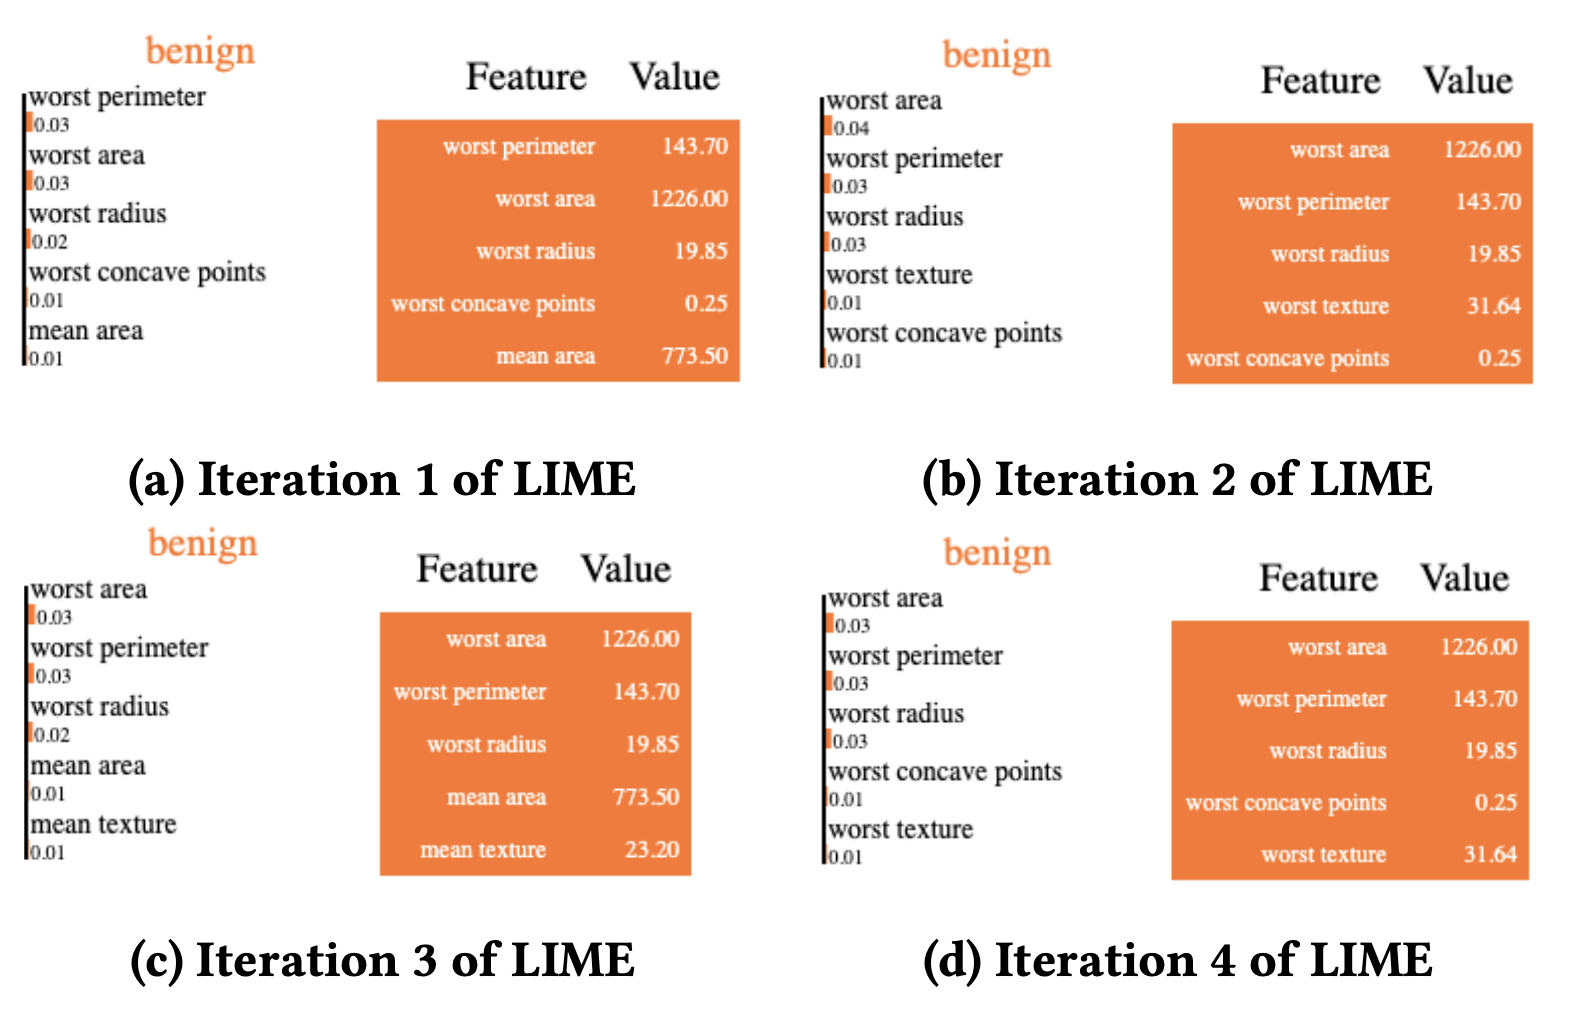 benign
worst perimeter
0.03
worst area
0.03
worst radius
0.02
worst concave points
0.01
mean area
0.01
Feature Value
worst perimeter 143.70
worst area 1226.00
worst radius 19.85
worst concave points 0.25
mean area 773.50
(a) Iteration 1 of LIME
benign
worst area
0.04
worst perimeter
0.03
worst radius
0.03
worst texture
0.01
worst concave points
0.01
Feature Value
worst area 1226.00
worst perimeter 143.70
worst radius 19.85
worst texture 31.64
worst concave points 0.25
(b) Iteration 2 of LIME
benign
worst area
0.03
worst perimeter
0.03
worst radius
0.02
mean area
0.01
mean texture
0.01
Feature Value
worst area 1226.00
worst perimeter 143.70
worst radius 19.85
mean area 773.50
mean texture 23.20
(c) Iteration 3 of LIME
benign
worst area
0.03
worst perimeter
0.03
worst radius
0.03
worst concave points
0.01
worst texture
0.01
Feature Value
worst area 1226.00
worst perimeter 143.70
worst radius 19.85
worst concave points 0.25
worst texture 31.64
(d) Iteration 4 of LIME